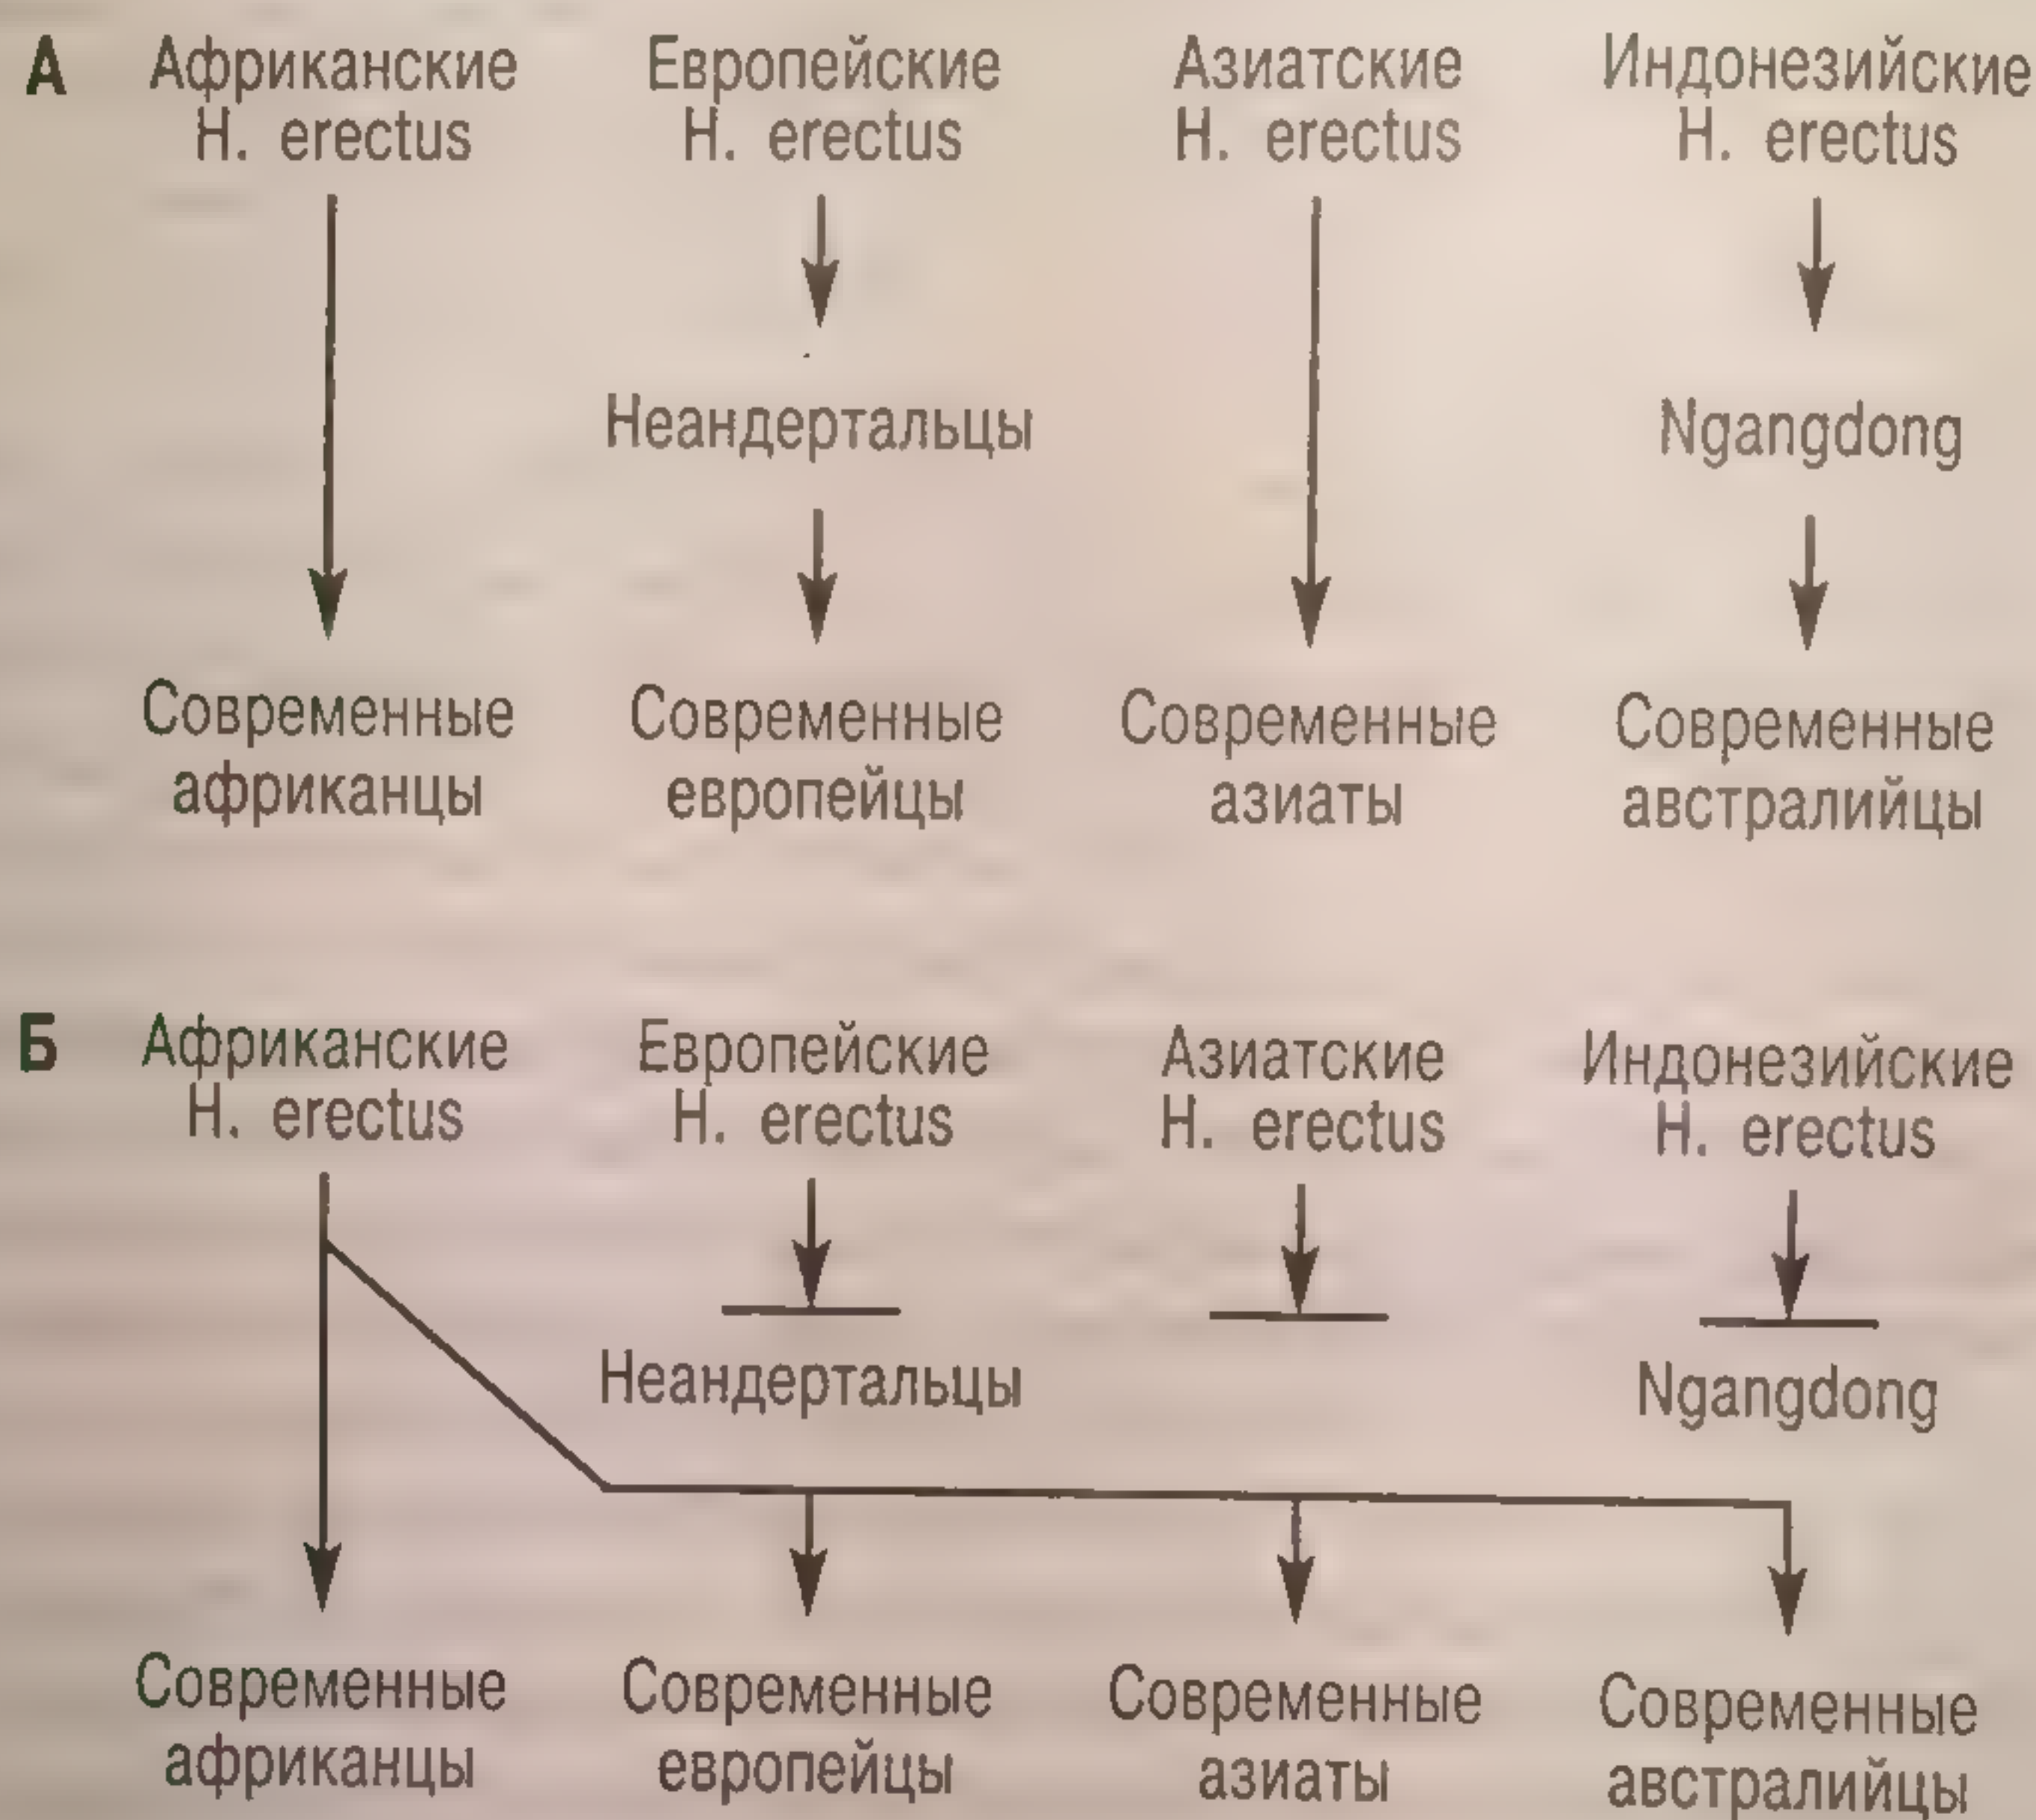 А Африканские Европейские Азиатские Индонезийские
H. erectus H. erectus H. erectus H. erectus
Неандертальцы Ngangdong
Современные Современные Современные Современные
африканцы европейцы азиаты австралийцы
Б Африканские Европейские Азиатские Индонезийские
H. erectus H. erectus H. erectus H. erectus
Неандертальцы Ngangdong
Современные Современные Современные Современные
африканцы европейцы азиаты австралийцы